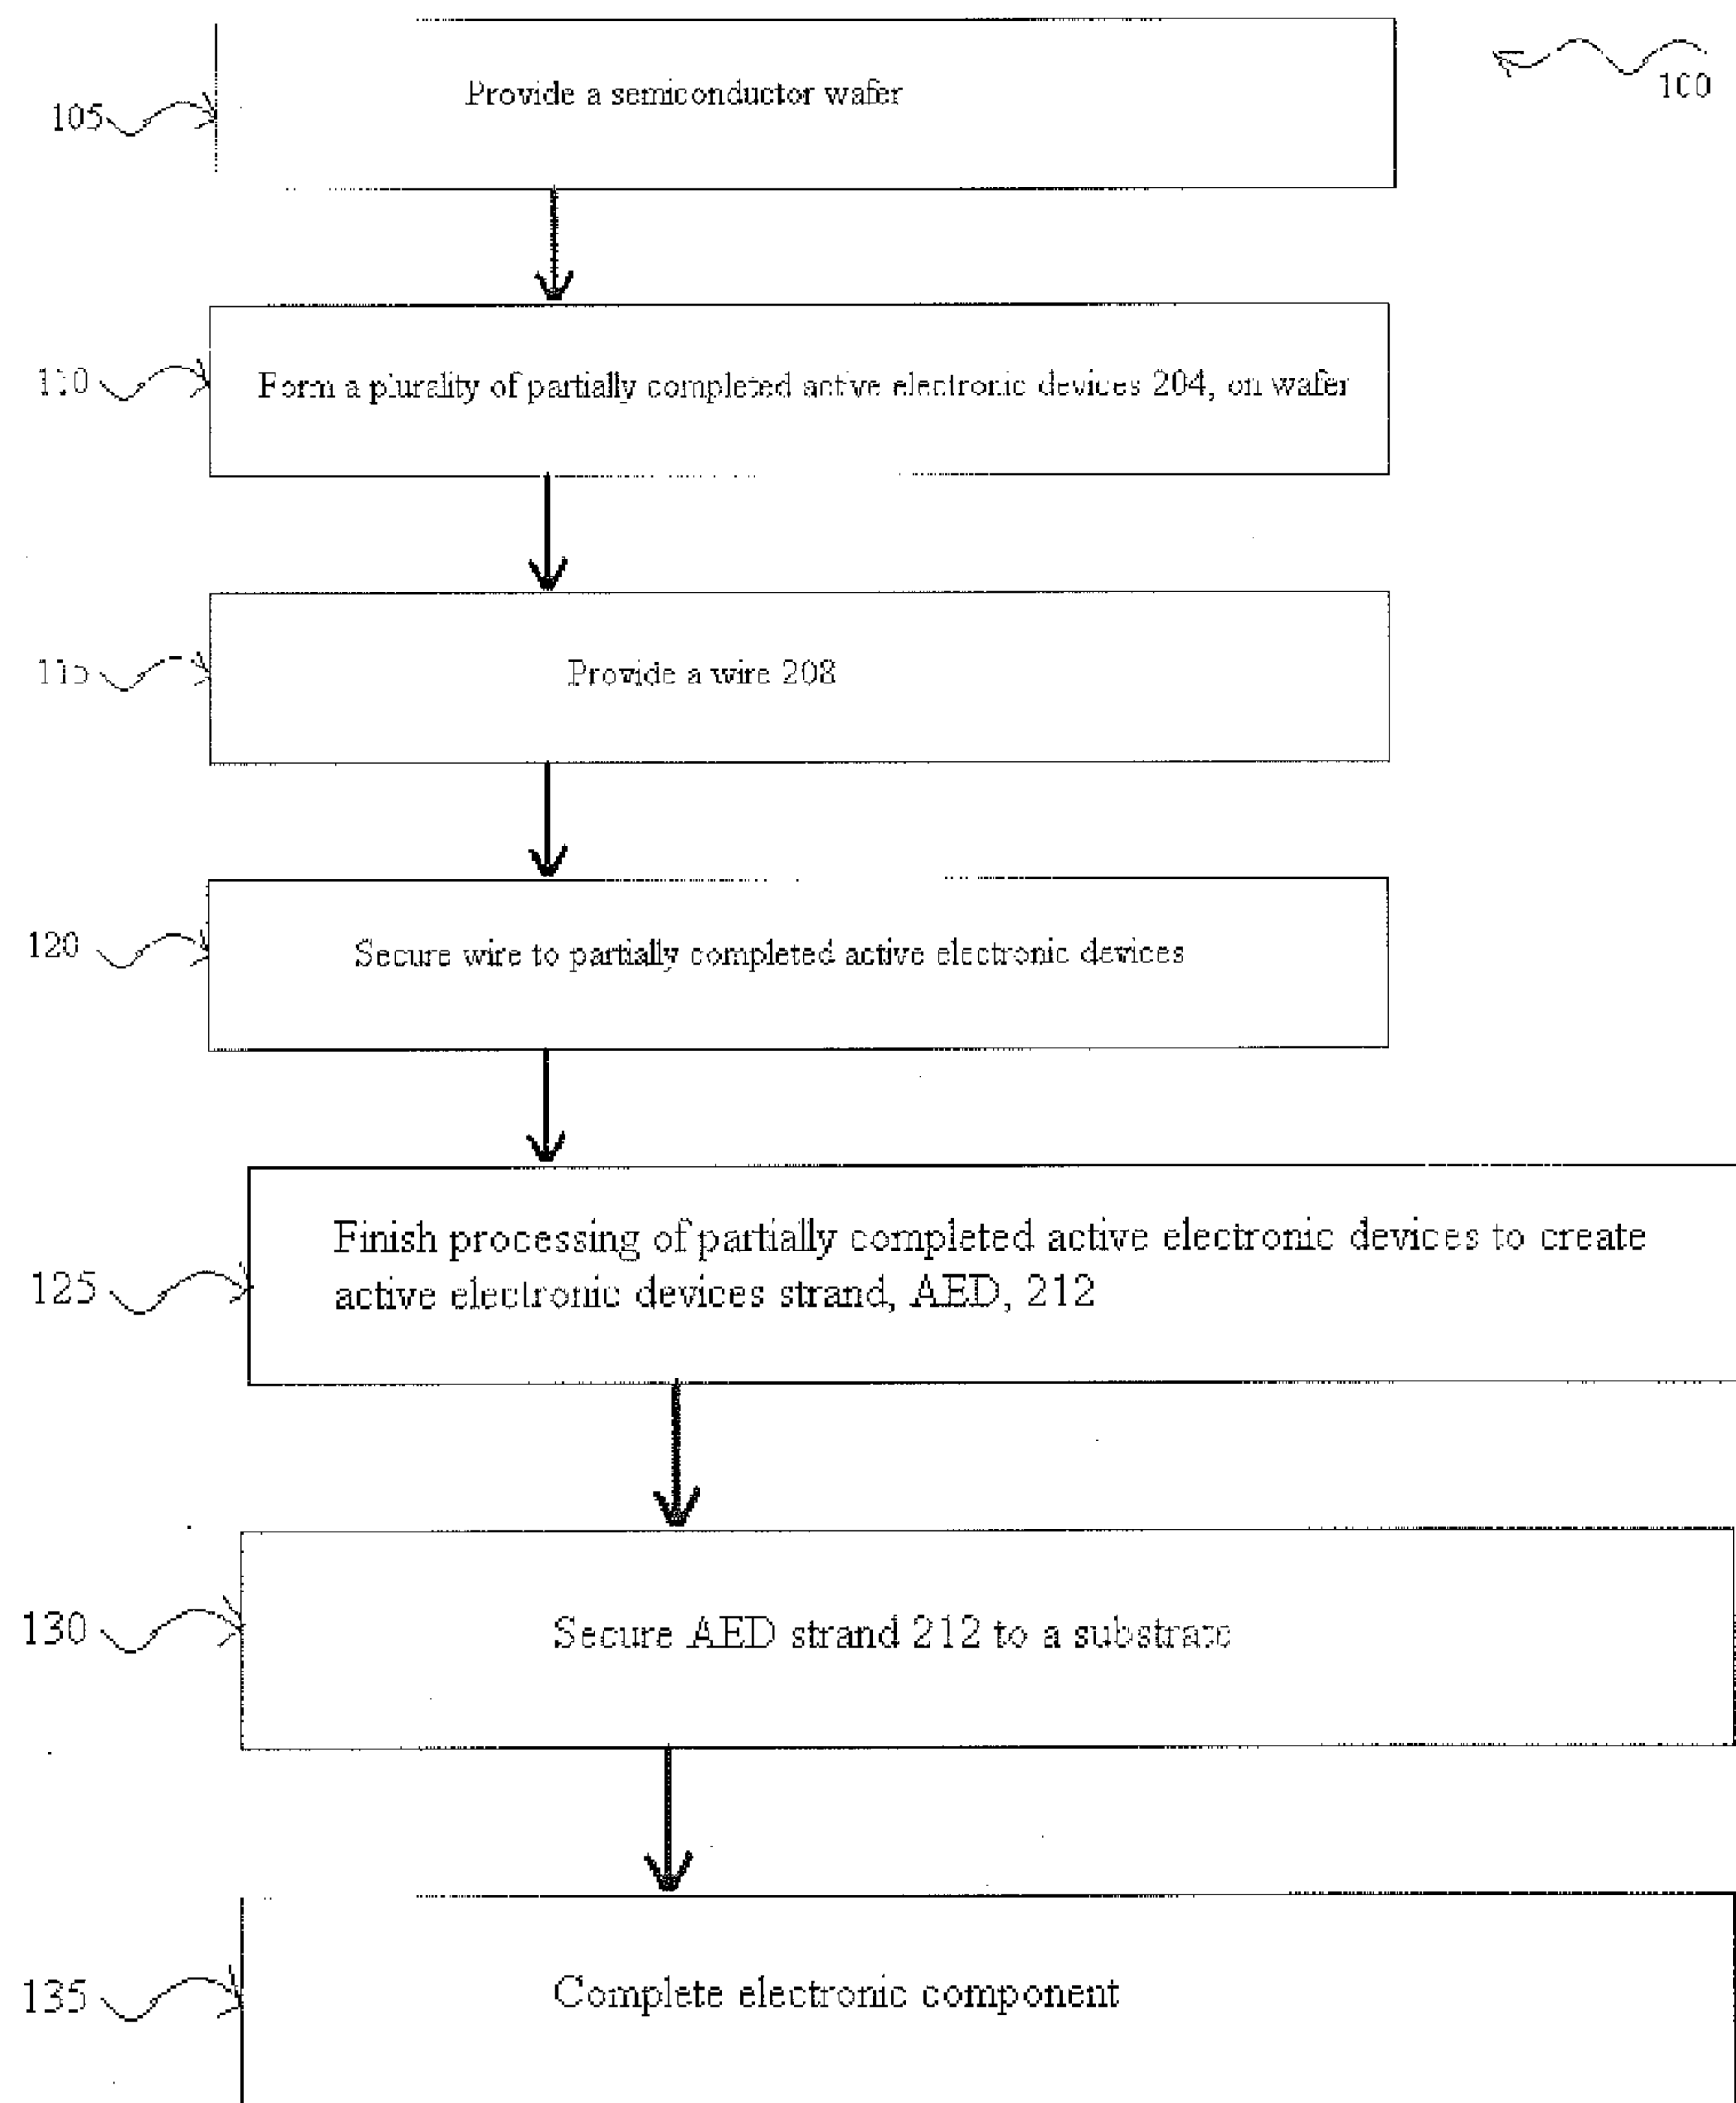 Provide a semiconductor wafer
100
105
Form a plurality of partially completed active electronic devices 204, on wafer
110
Provide a wire 208
115
Secure wire to partially completed active electronic devices
120
Finish processing of partially completed active electronic devices to create
active electronic devices strand, AED, 212
125
Secure AED strand 212 to a substrate
130
Complete electronic component
135